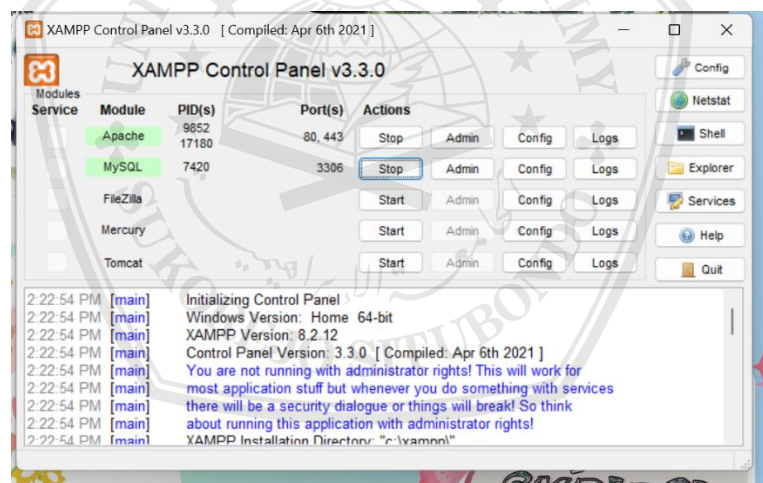 XAMPP Control Panel v3.3.0 [ Compiled: Apr 6th 2021 ]
XAMPP Control Panel v3.3.0
Modules
Service Module PID(s) Port(s) Actions
Apache 9852 17180 80, 443 Stop Admin Config Logs
MySQL 7420 3306 Stop Admin Config Logs
FileZilla Start Admin Config Logs
Mercury Start Admin Config Logs
Tomcat Start Admin Config Logs
Config
Netstat
Shell
Explorer
Services
Help
Quit
2:22:54 PM [main] Initializing Control Panel
2:22:54 PM [main] Windows Version: Home 64-bit
2:22:54 PM [main] XAMPP Version: 8.2.12
2:22:54 PM [main] Control Panel Version: 3.3.0 [ Compiled: Apr 6th 2021 ]
2:22:54 PM [main] You are not running with administrator rights! This will work for
2:22:54 PM [main] most application stuff but whenever you do something with services
2:22:54 PM [main] there will be a security dialogue or things will break! So think
2:22:54 PM [main] about running this application with administrator rights!
2:22:54 PM [main] XAMPP Installation Directory: "c:\xampp\"
SUKOREJO SITUBONDO